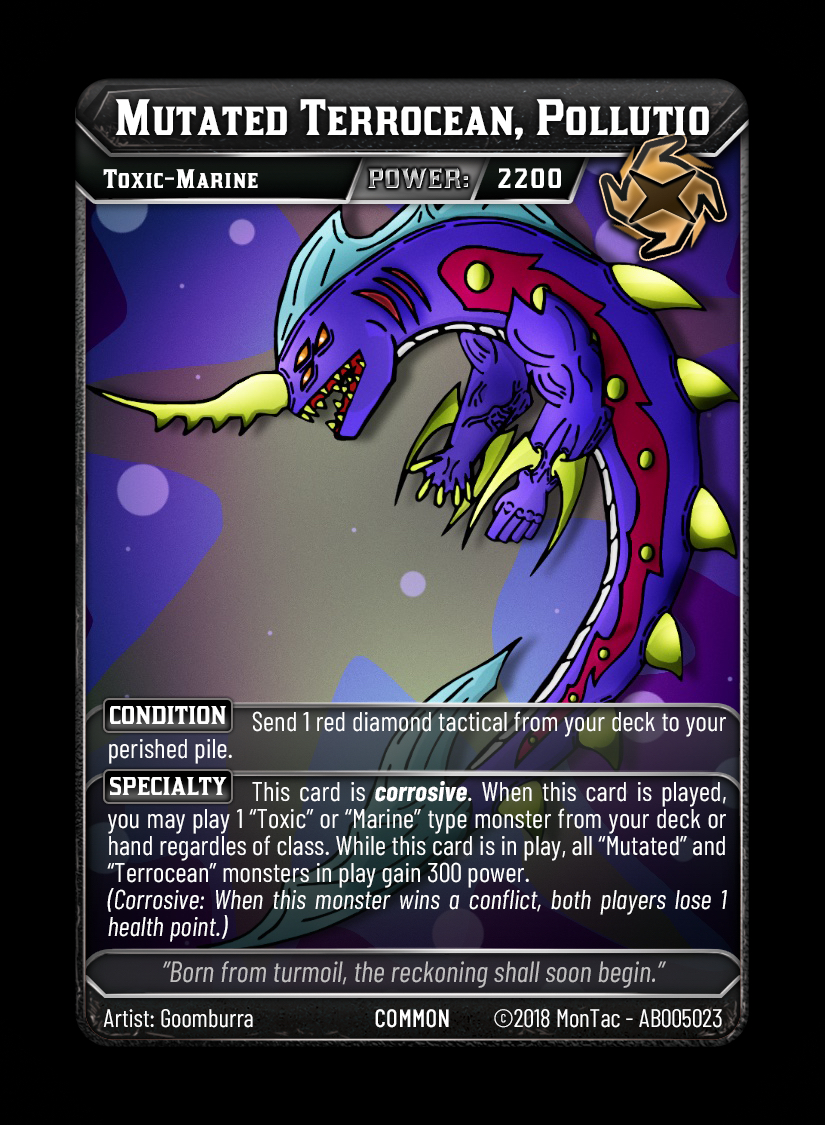 Mutated Terrocean, Pollutio
Toxic-Marine POWER: 2200
CONDITION Send 1 red diamond tactical from your deck to your
perished pile.
SPECIALTY This card is corrosive. When this card is played,
you may play 1 "Toxic" or "Marine" type monster from your deck or
hand regardles of class. While this card is in play, all "Mutated" and
"Terrocean" monsters in play gain 300 power.
(Corrosive: When this monster wins a conflict, both players lose 1
health point.)
"Born from turmoil, the reckoning shall soon begin."
Artist: Goomburra COMMON ©2018 MonTac - AB005023